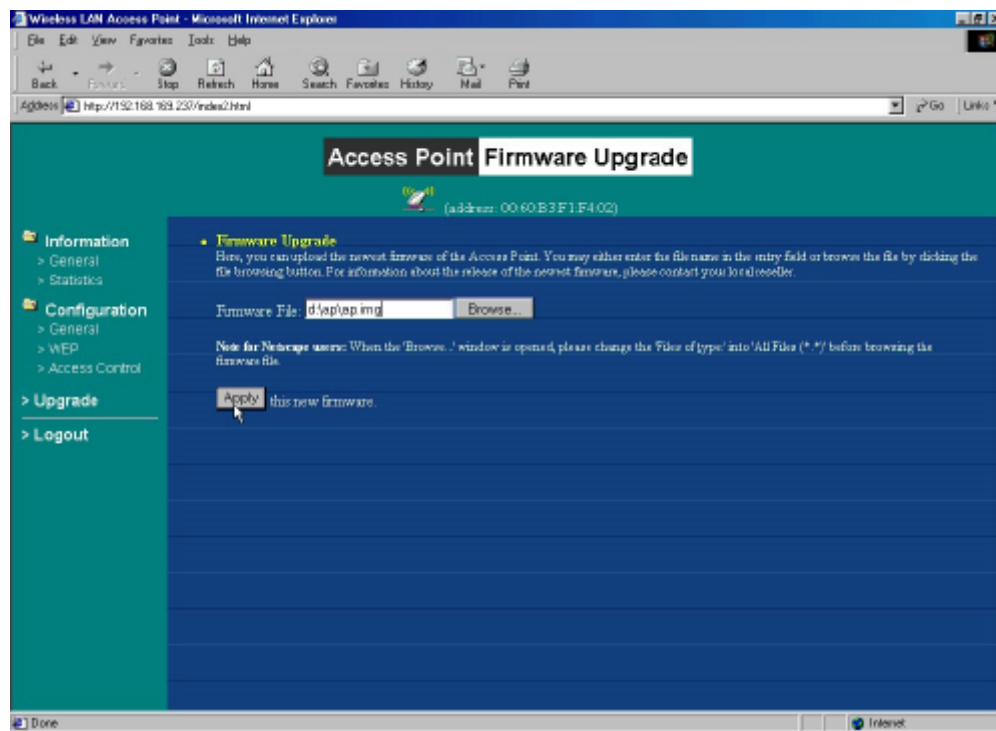 Wireless LAN Access Point - Microsoft Internet Explorer
File Edit View Favorites Tools Help
Back Forward Stop Refresh Home Search Favorites History Mail Print
Address http://192.168.169.237/index2.html Go Links
Access Point Firmware Upgrade
(address: 00:60:B3:F1:F4:02)
Information
> General
> Statistics
Configuration
> General
> WEP
> Access Control
> Upgrade
> Logout
Firmware Upgrade
Here, you can upload the newest firmware of the Access Point. You may either enter the file name in the entry field or browse the file by clicking the
file browsing button. For information about the release of the newest firmware, please contact your local reseller.
Firmware File: d:\ap\ap.img Browse...
Note for Netscape users: When the 'Browse...' window is opened, please change the 'Files of type:' into 'All Files (*.*)' before browsing the
firmware file.
Apply this new firmware.
Done Internet